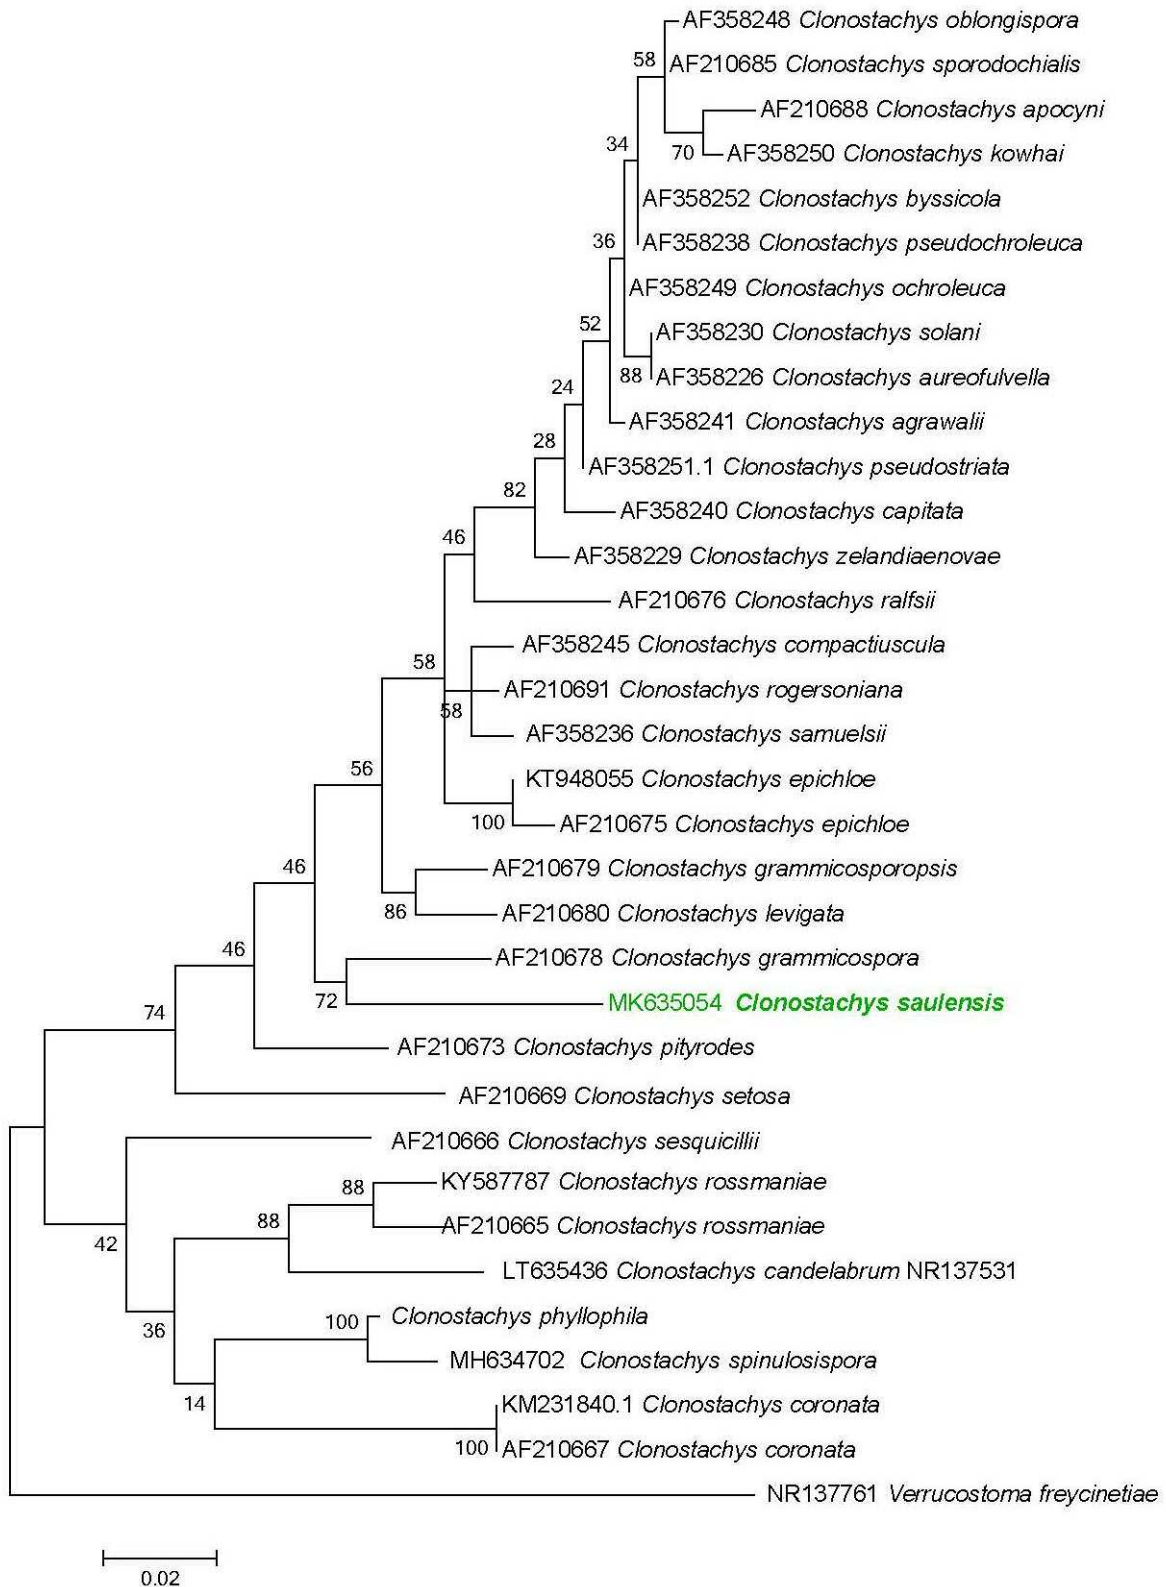 AF358248 Clonostachys oblongispora
58
AF210685 Clonostachys sporodochialis
AF210688 Clonostachys apocyni
34
70
AF358250 Clonostachys kowhai
AF358252 Clonostachys byssicola
36
AF358238 Clonostachys pseudochroleuca
AF358249 Clonostachys ochroleuca
52
AF358230 Clonostachys solani
88
AF358226 Clonostachys aureofulvella
24
AF358241 Clonostachys agrawalii
28
AF358251.1 Clonostachys pseudostriata
82
AF358240 Clonostachys capitata
46
AF358229 Clonostachys zelandiaenovae
AF210676 Clonostachys ralfsii
AF358245 Clonostachys compactiuscula
58
AF210691 Clonostachys rogersoniana
58
AF358236 Clonostachys samuelsii
56
KT948055 Clonostachys epichloe
100
AF210675 Clonostachys epichloe
46
AF210679 Clonostachys grammicosporopsis
86
AF210680 Clonostachys levigata
46
AF210678 Clonostachys grammicospora
72
MK635054 Clonostachys saulensis
74
AF210673 Clonostachys pityrodes
AF210669 Clonostachys setosa
AF210666 Clonostachys sesquicillii
88
KY587787 Clonostachys rossmaniae
88
AF210665 Clonostachys rossmaniae
42
LT635436 Clonostachys candelabrum NR137531
36
100
Clonostachys phyllophila
MH634702 Clonostachys spinulosispora
14
KM231840.1 Clonostachys coronata
100
AF210667 Clonostachys coronata
NR137761 Verrucostoma freycinetiae
0.02